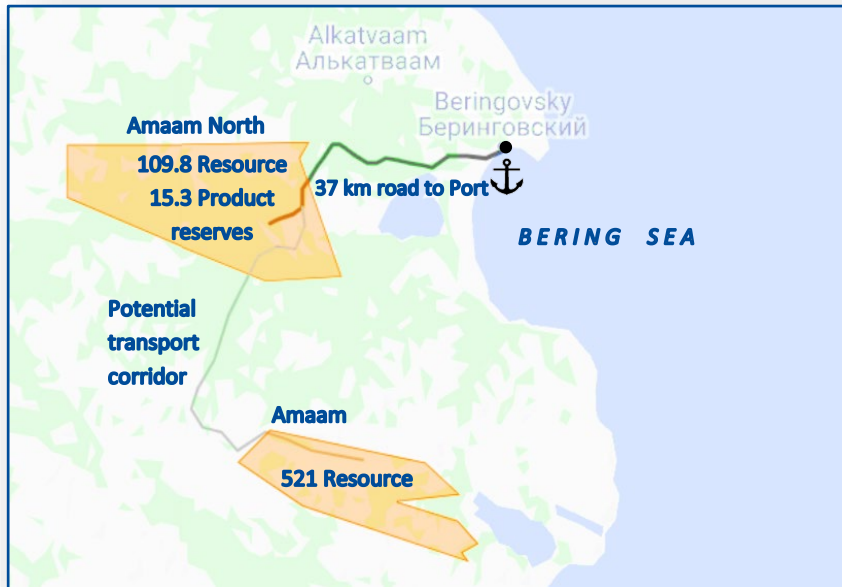 Alkatvaam
Алькатваам
Beringovsky
Беринговский
Amaam North
109.8 Resource
15.3 Product
reserves
37 km road to Port
BERING SEA
Potential
transport
corridor
Amaam
521 Resource